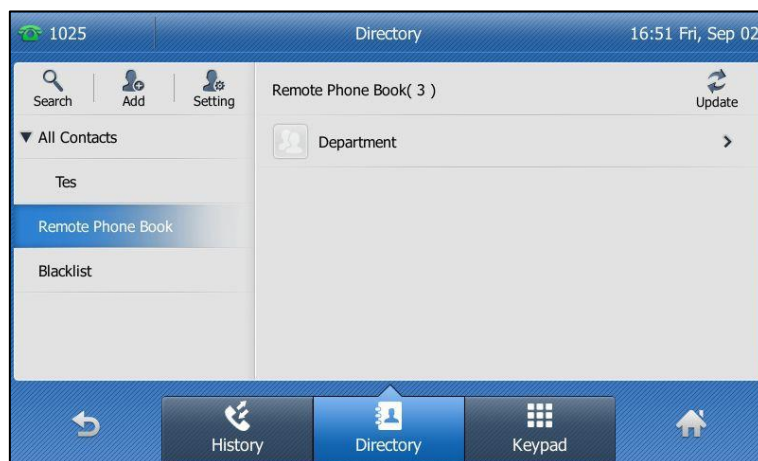 1025 Directory 16:51 Fri, Sep 02
Search Add Setting
Remote Phone Book( 3 )
Update
All Contacts
Department
Tes
Remote Phone Book
Blacklist
History Directory Keypad